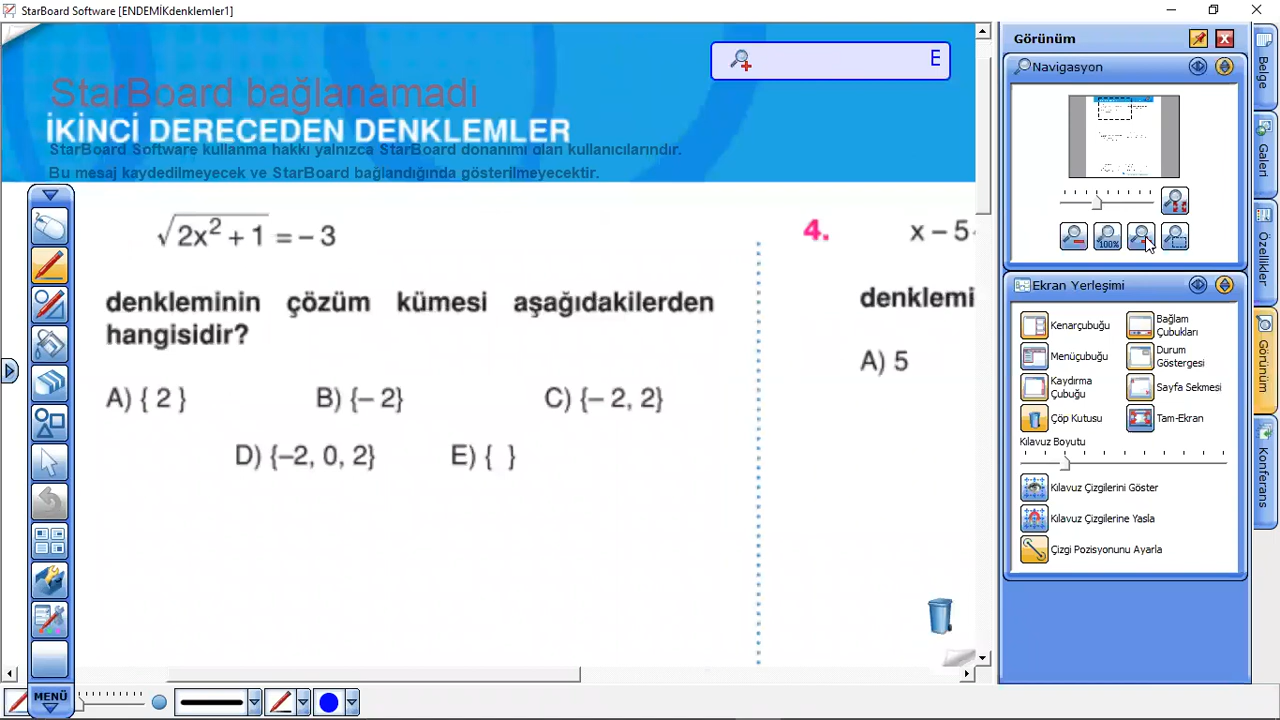 StarBoard Software [ENDEMİKdenklemler1]
E
StarBoard bağlanamadı
İKİNCİ DERECEDEN DENKLEMLER
StarBoard Software kullanma hakkı yalnızca StarBoard donanımı olan kullanıcılarındır.
Bu mesaj kaydedilmeyecek ve StarBoard bağlandığında gösterilmeyecektir.
√2x² + 1 = – 3
denkleminin çözüm kümesi aşağıdakilerden
hangisidir?
A) { 2 }
B) {– 2}
C) {– 2, 2}
D) {–2, 0, 2}
E) { }
4. x – 5
denklemi
A) 5
MENÜ
Görünüm
Navigasyon
100%
Ekran Yerleşimi
Kenarçubuğu
Bağlam
Çubukları
Menüçubuğu
Durum
Göstergesi
Kaydırma
Çubuğu
Sayfa Sekmesi
Çöp Kutusu
Tam-Ekran
Kılavuz Boyutu
Kılavuz Çizgilerini Göster
Kılavuz Çizgilerine Yasla
Çizgi Pozisyonunu Ayarla
Belge
Galeri
Özellikler
Görünüm
Konferans